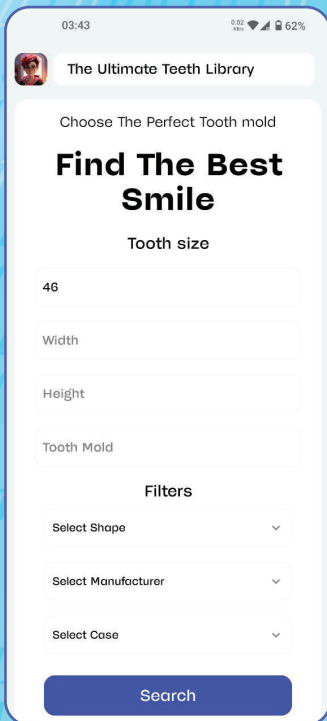 03:43
0.02
KB/s
62%
The Ultimate Teeth Library
Choose The Perfect Tooth mold
Find The Best
Smile
Tooth size
46
Width
Height
Tooth Mold
Filters
Select Shape
Select Manufacturer
Select Case
Search